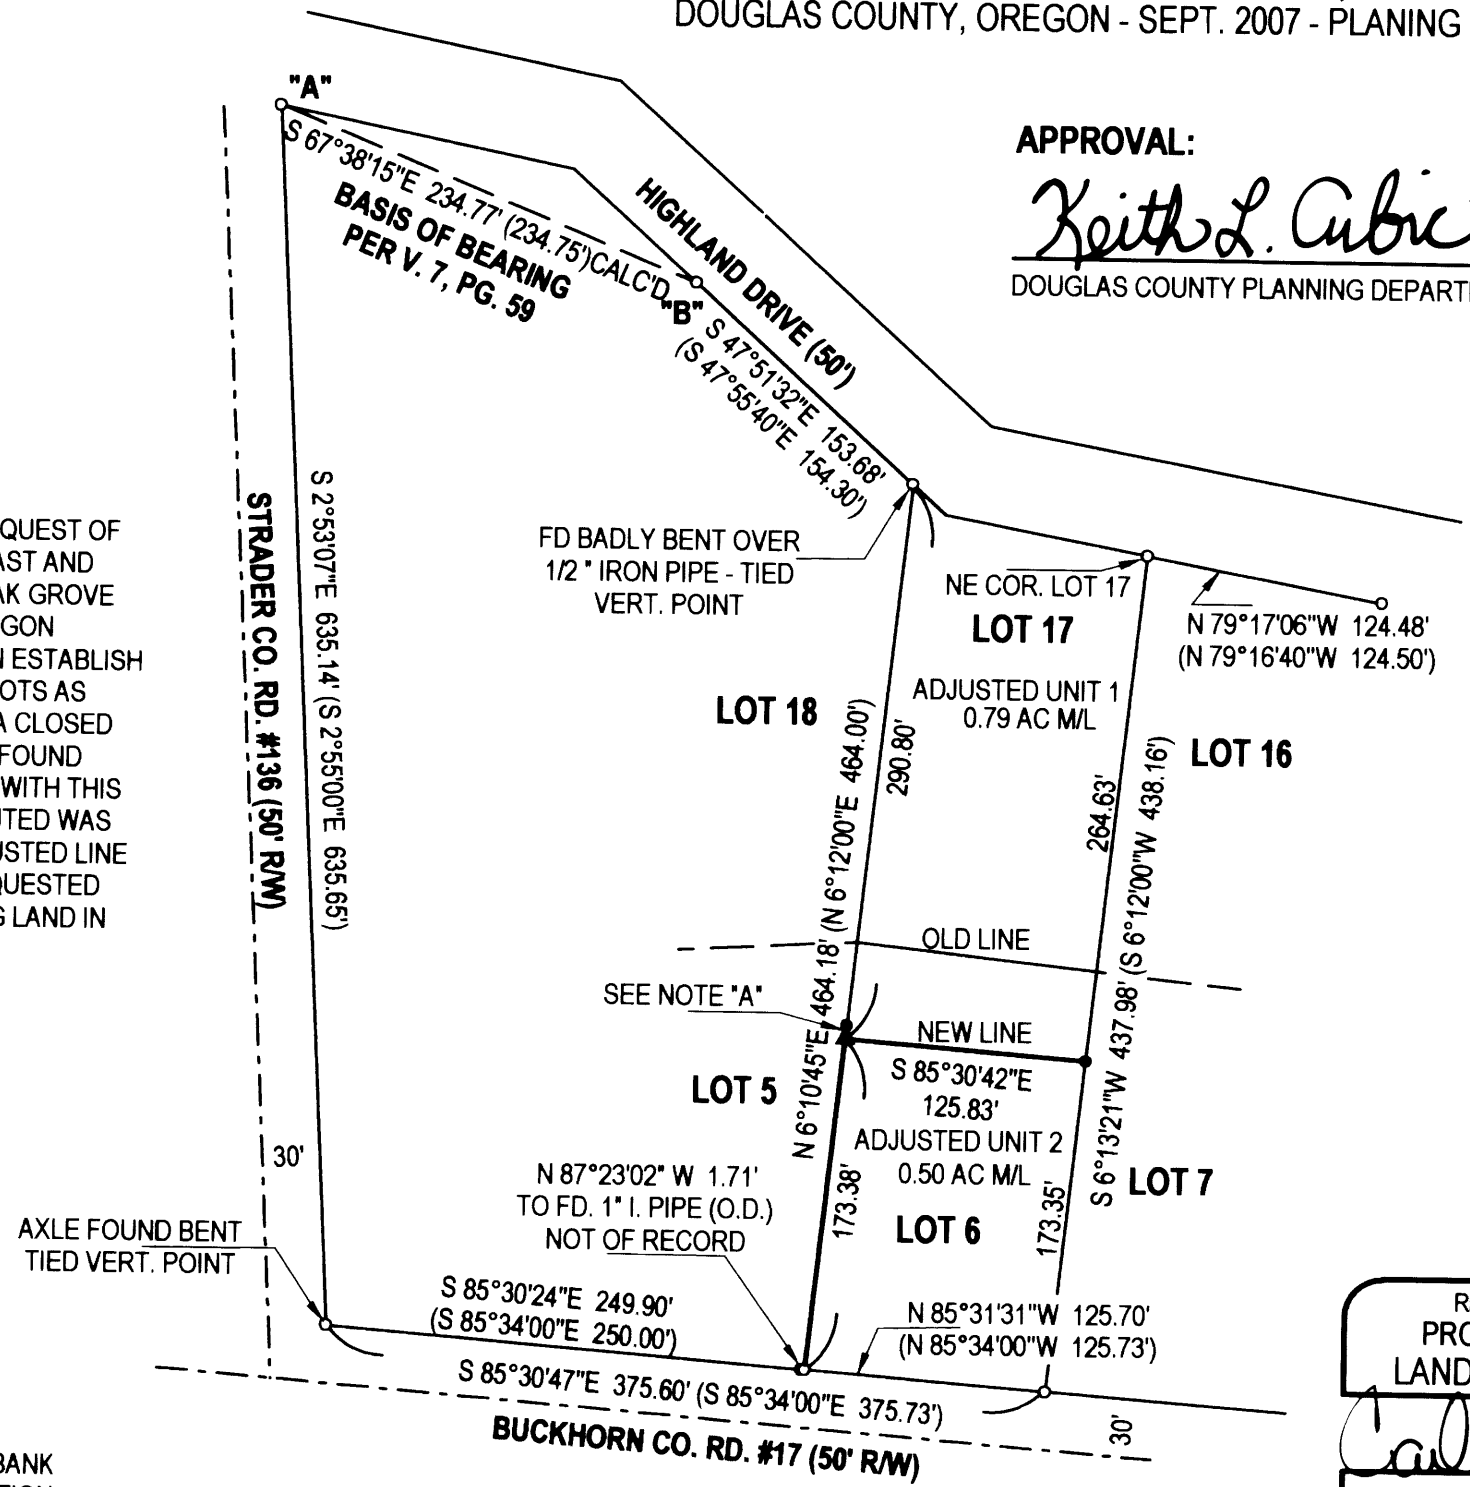 DOUGLAS COUNTY, OREGON - SEPT. 2007 - PLANING
"A"
S 67°38'15"E 234.77' (234.75')CALC'D
BASIS OF BEARING
PER V. 7, PG. 59
"B"
HIGHLAND DRIVE (50')
S 47°51'32"E 153.68'
(S 47°55'40"E 154.30')
APPROVAL:
Keith L. Cubic
DOUGLAS COUNTY PLANNING DEPART
STRADER CO. RD. #136 (50' R/W)
S 2°53'07"E 635.14' (S 2°55'00"E 635.65')
QUEST OF
AST AND
AK GROVE
GON
N ESTABLISH
OTS AS
A CLOSED
FOUND
WITH THIS
UTED WAS
USTED LINE
QUESTED
G LAND IN
FD BADLY BENT OVER
1/2 " IRON PIPE - TIED
VERT. POINT
NE COR. LOT 17
LOT 17
N 79°17'06"W 124.48'
(N 79°16'40"W 124.50')
ADJUSTED UNIT 1
0.79 AC M/L
LOT 18
LOT 16
290.80'
264.63'
N 6°10'45"E 464.18' (N 6°12'00"E 464.00')
S 6°13'21"W 437.98' (S 6°12'00"W 438.16')
OLD LINE
SEE NOTE "A"
NEW LINE
S 85°30'42"E
125.83'
LOT 5
ADJUSTED UNIT 2
0.50 AC M/L
LOT 7
LOT 6
173.38'
173.35'
30'
N 87°23'02" W 1.71'
TO FD. 1" I. PIPE (O.D.)
NOT OF RECORD
AXLE FOUND BENT
TIED VERT. POINT
S 85°30'24"E 249.90'
(S 85°34'00"E 250.00')
N 85°31'31"W 125.70'
(N 85°34'00"W 125.73')
S 85°30'47"E 375.60' (S 85°34'00"E 375.73')
BUCKHORN CO. RD. #17 (50' R/W)
30'
R
PRO
LAND
BANK